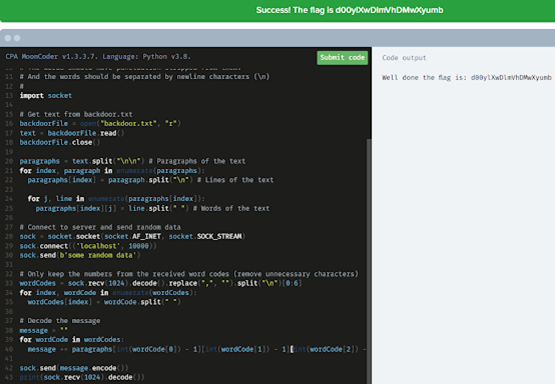 Success! The flag is d00ylXwDlmVhDMwXyumb
CPA MoonCoder v1.3.3.7. Language: Python v3.8.
Submit code
Code output
Well done the flag is: d00ylXwDlmVhDMwXyumb
11 # And the words should be separated by newline characters (\n)
12 #
13 import socket
14
15 # Get text from backdoor.txt
16 backdoorFile = open("backdoor.txt", "r")
17 text = backdoorFile.read()
18 backdoorFile.close()
19
20 paragraphs = text.split("\n\n") # Paragraphs of the text
21 for index, paragraph in enumerate(paragraphs):
22 paragraphs[index] = paragraph.split("\n") # Lines of the text
23
24 for j, line in enumerate(paragraphs[index]):
25 paragraphs[index][j] = line.split(" ") # Words of the text
26
27 # Connect to server and send random data
28 sock = socket.socket(socket.AF_INET, socket.SOCK_STREAM)
29 sock.connect(('localhost', 10000))
30 sock.send(b'some random data')
31
32 # Only keep the numbers from the received word codes (remove unnecessary characters)
33 wordCodes = sock.recv(1024).decode().replace(",", "").split("\n")[0:6]
34 for index, wordCode in enumerate(wordCodes):
35 wordCodes[index] = wordCode.split(" ")
36
37 # Decode the message
38 message = ""
39 for wordCode in wordCodes:
40 message += paragraphs[int(wordCode[0]) - 1][int(wordCode[1]) - 1][int(wordCode[2]) -
41
42 sock.send(message.encode())
43 print(sock.recv(1024).decode())